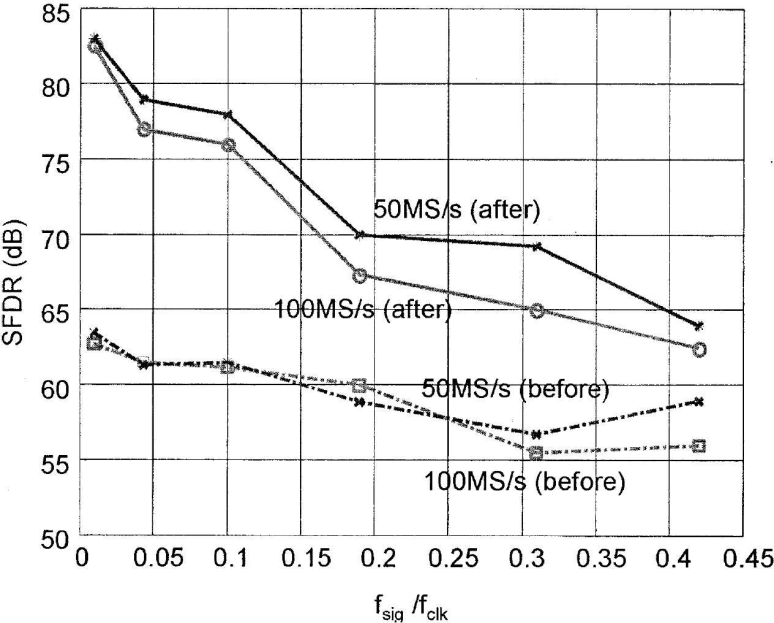 85
80
75
70
65
60
55
50
SFDR (dB)
50MS/s (after)
100MS/s (after)
50MS/s (before)
100MS/s (before)
0 0.05 0.1 0.15 0.2 0.25 0.3 0.35 0.4 0.45
fsig /fclk